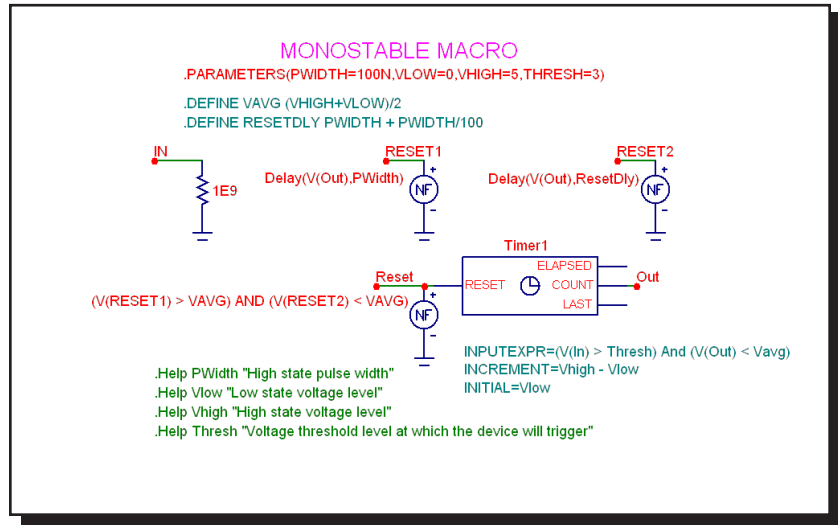 MONOSTABLE MACRO
.PARAMETERS(PWIDTH=100N,VLOW=0,VHIGH=5,THRESH=3)
.DEFINE VAVG (VHIGH+VLOW)/2
.DEFINE RESETDLY PWIDTH + PWIDTH/100
IN
1E9
RESET1
Delay(V(Out),PWidth)
NF
+
-
RESET2
Delay(V(Out),ResetDly)
NF
+
-
Timer1
Reset
RESET
ELAPSED
COUNT
LAST
Out
(V(RESET1) > VAVG) AND (V(RESET2) < VAVG)
NF
+
-
INPUTEXPR=(V(In) > Thresh) And (V(Out) < Vavg)
INCREMENT=Vhigh - Vlow
INITIAL=Vlow
.Help PWidth "High state pulse width"
.Help Vlow "Low state voltage level"
.Help Vhigh "High state voltage level"
.Help Thresh "Voltage threshold level at which the device will trigger"